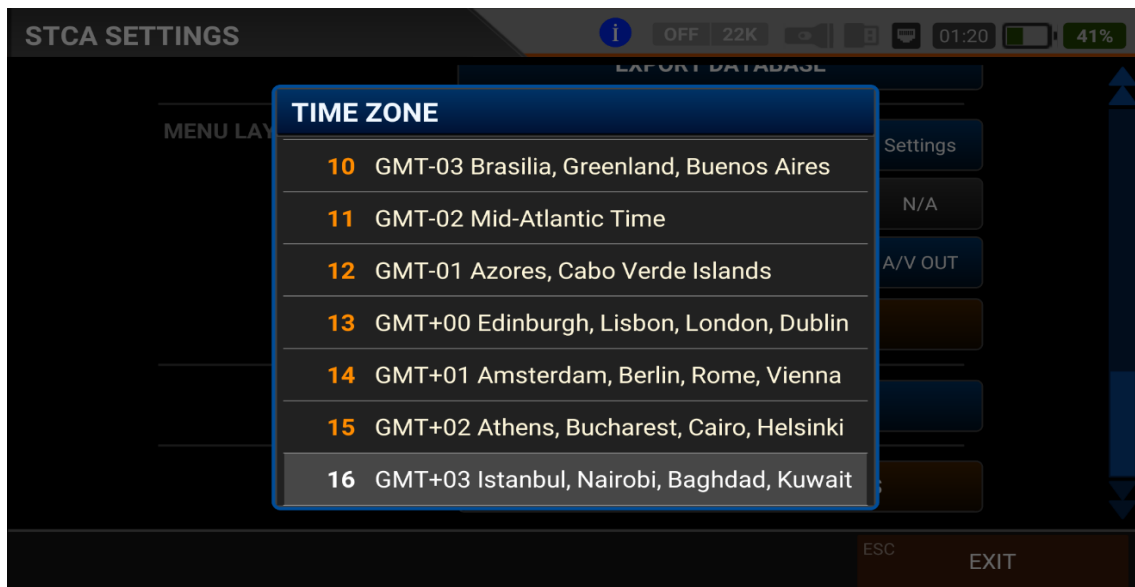 STCA SETTINGS
i OFF 22K 01:20 41%
EXPORT DATABASE
MENU LAY
Settings
N/A
A/V OUT
TIME ZONE
10 GMT-03 Brasilia, Greenland, Buenos Aires
11 GMT-02 Mid-Atlantic Time
12 GMT-01 Azores, Cabo Verde Islands
13 GMT+00 Edinburgh, Lisbon, London, Dublin
14 GMT+01 Amsterdam, Berlin, Rome, Vienna
15 GMT+02 Athens, Bucharest, Cairo, Helsinki
16 GMT+03 Istanbul, Nairobi, Baghdad, Kuwait
ESC
EXIT